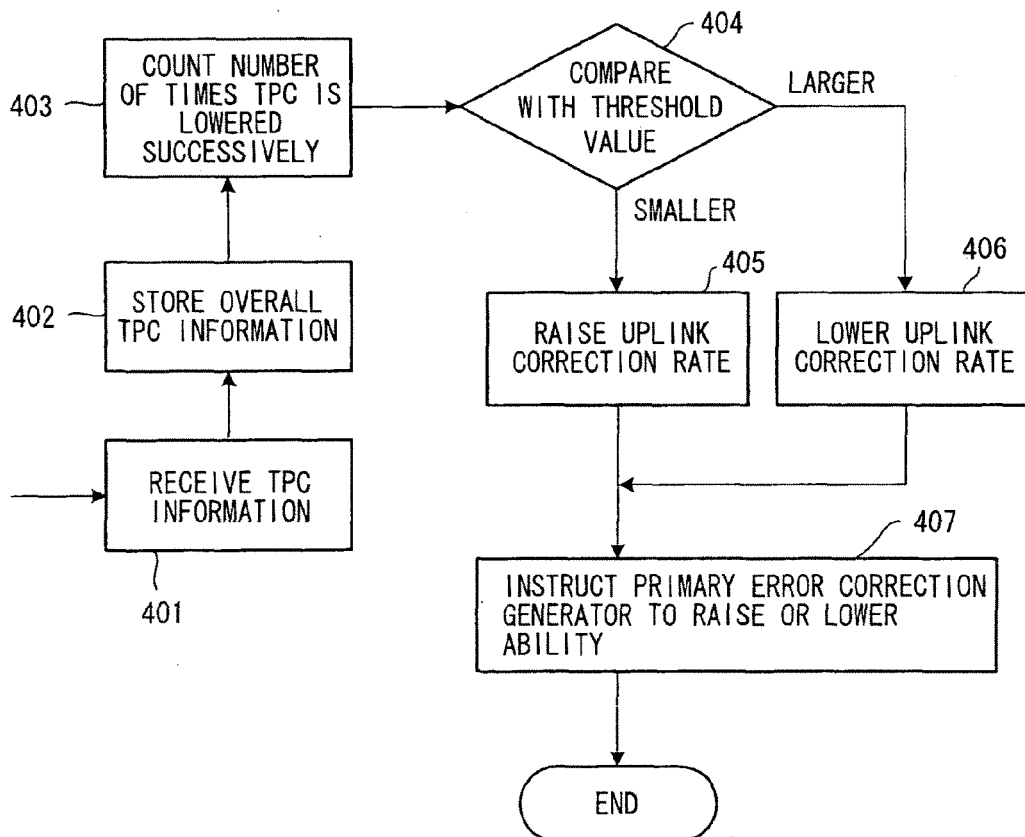 403
COUNT NUMBER
OF TIMES TPC IS
LOWERED
SUCCESSIVELY
404
COMPARE
WITH THRESHOLD
VALUE
LARGER
SMALLER
402
STORE OVERALL
TPC INFORMATION
405
RAISE UPLINK
CORRECTION RATE
406
LOWER UPLINK
CORRECTION RATE
RECEIVE TPC
INFORMATION
401
407
INSTRUCT PRIMARY ERROR CORRECTION
GENERATOR TO RAISE OR LOWER
ABILITY
END